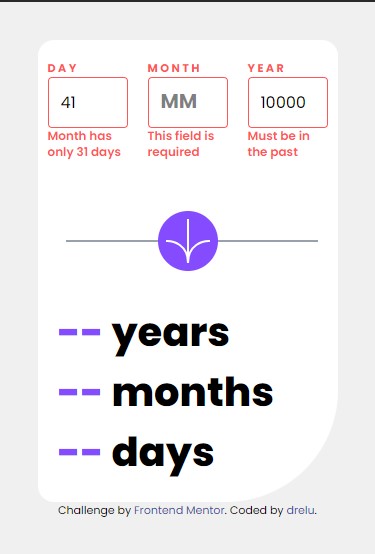 DAY MONTH YEAR
41 MM 10000
Month has This field is Must be in
only 31 days required the past
-- years
-- months
-- days
Challenge by Frontend Mentor. Coded by drelu.